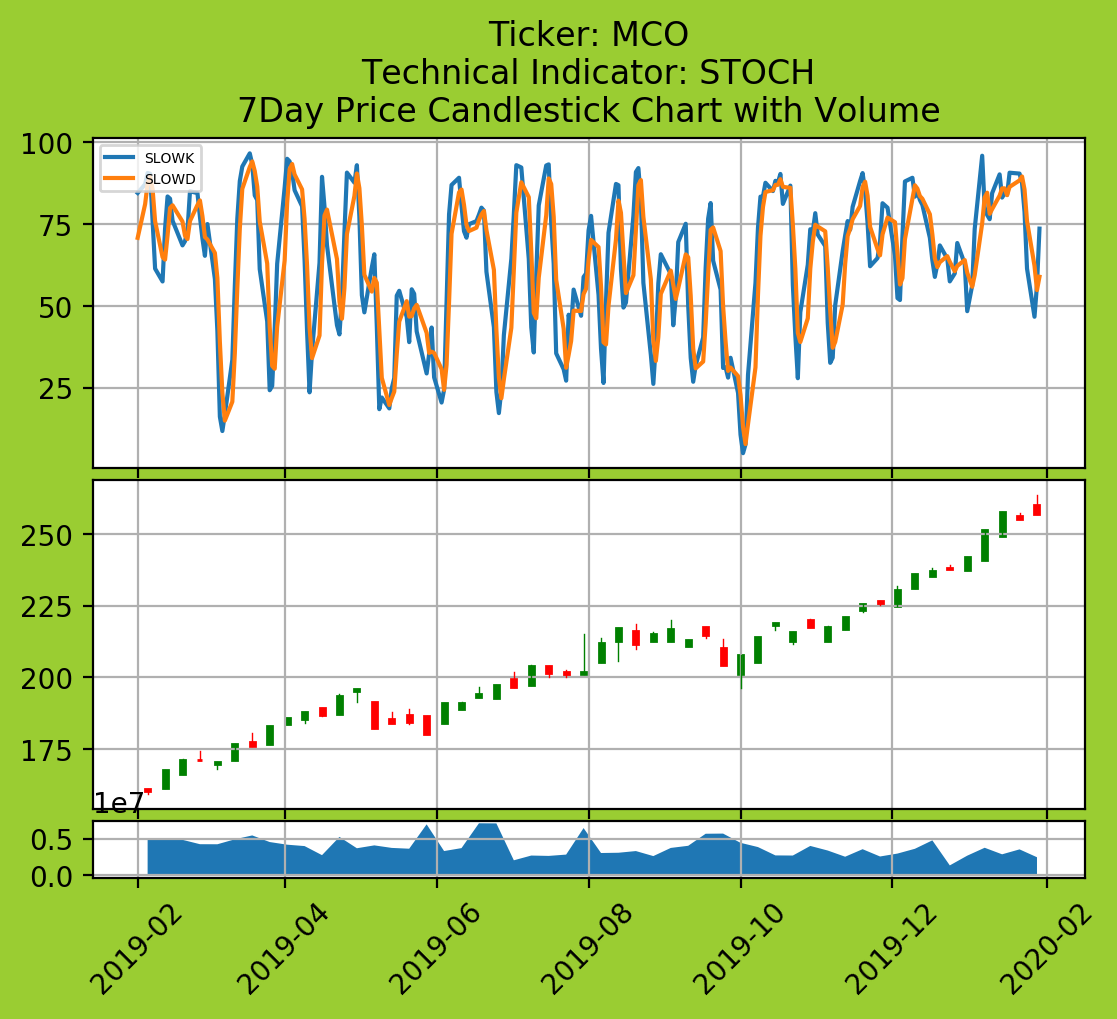 Ticker: MCO
Technical Indicator: STOCH
7Day Price Candlestick Chart with Volume
100
75
50
25
SLOWK
SLOWD
250
225
200
175
1e7
0.5
0.0
2019-02
2019-04
2019-06
2019-08
2019-10
2019-12
2020-02